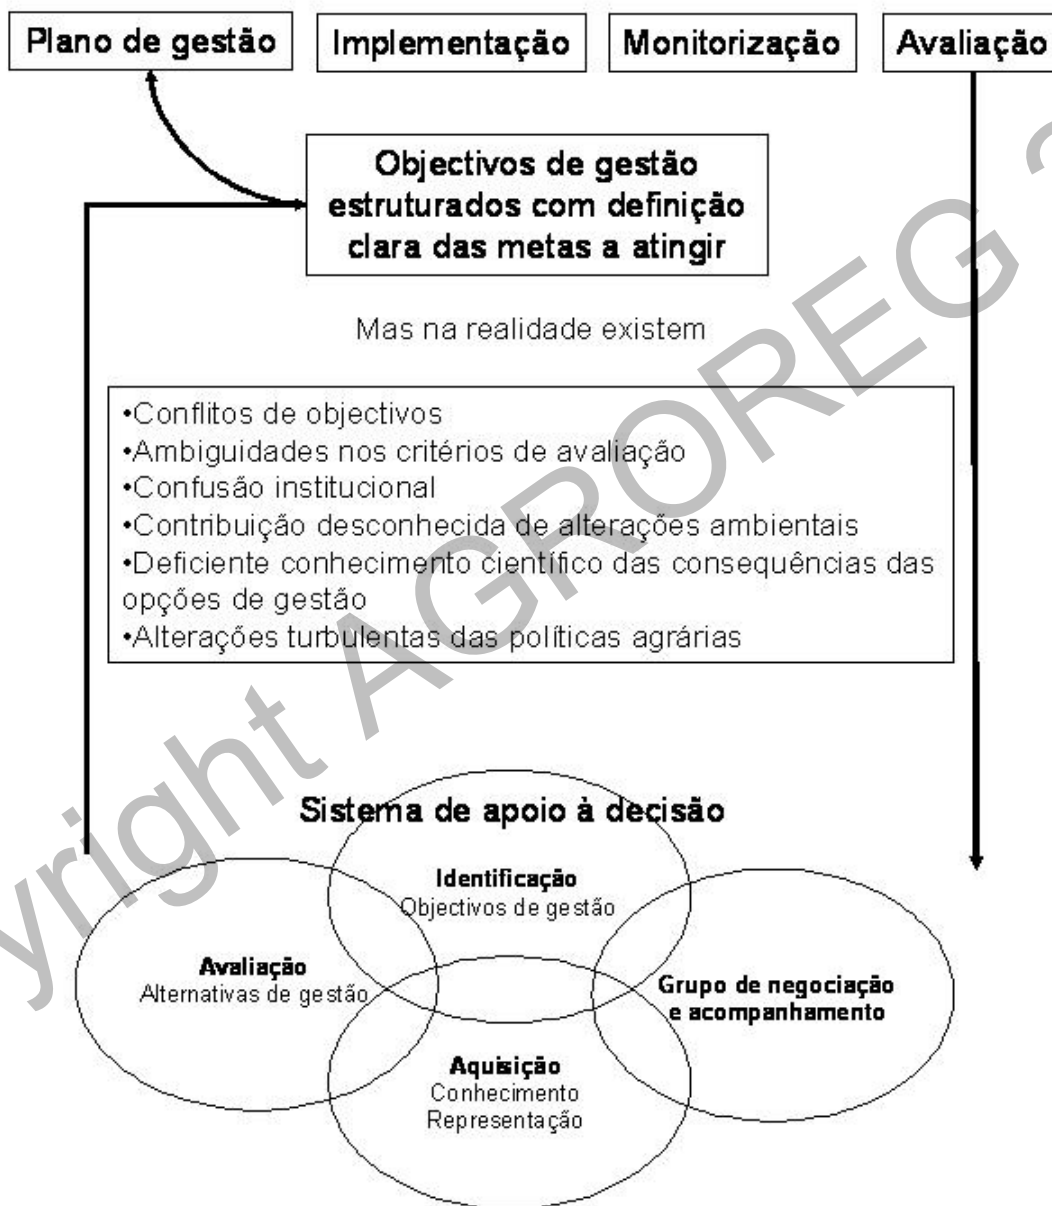 Plano de gestão
Implementação
Monitorização
Avaliação
Objectivos de gestão
estruturados com definição
clara das metas a atingir
Mas na realidade existem
•Conflitos de objectivos
•Ambiguidades nos critérios de avaliação
•Confusão institucional
•Contribuição desconhecida de alterações ambientais
•Deficiente conhecimento científico das consequências das
opções de gestão
•Alterações turbulentas das políticas agrárias
Sistema de apoio à decisão
Identificação
Objectivos de gestão
Avaliação
Alternativas de gestão
Grupo de negociação
e acompanhamento
Aquisição
Conhecimento
Representação
yright AGROREG